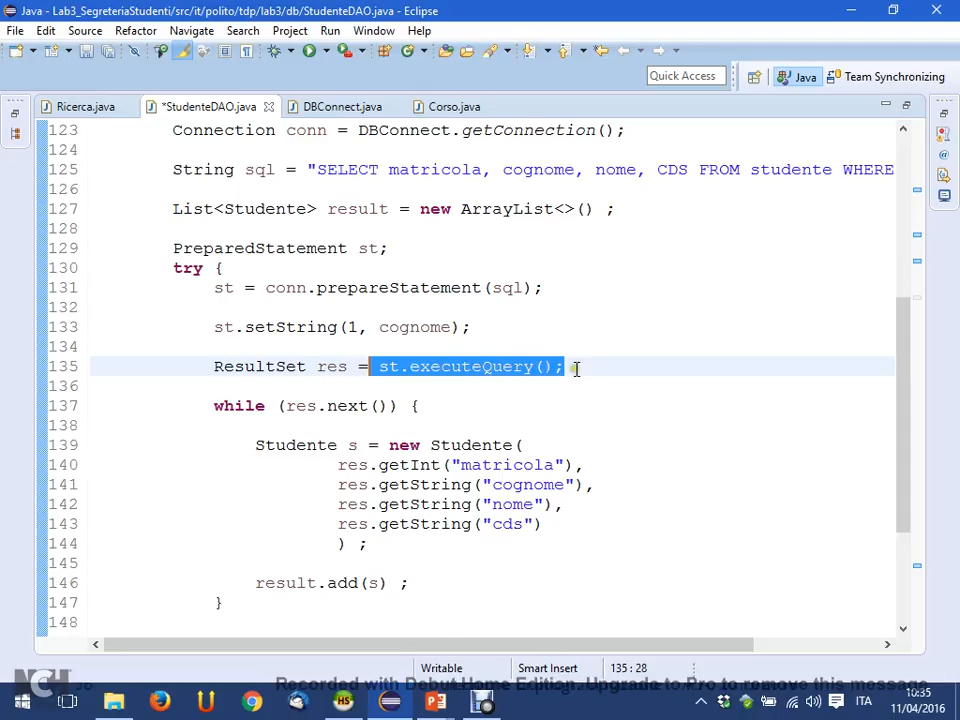 Lab3_SegreteriaStudenti/src/it/polito/tdp/lab3/db/StudenteDAO.java - Eclipse
File Edit Source Refactor Navigate Search Project Run Window Help
Quick Access Java Team Synchronizing
Ricerca.java *StudenteDAO.java DBConnect.java Corso.java
123 Connection conn = DBConnect.getConnection();
124
125 String sql = "SELECT matricola, cognome, nome, CDS FROM studente WHERE
126
127 List<Studente> result = new ArrayList<>() ;
128
129 PreparedStatement st;
130 try {
131 st = conn.prepareStatement(sql);
132
133 st.setString(1, cognome);
134
135 ResultSet res = st.executeQuery();
136
137 while (res.next()) {
138
139 Studente s = new Studente(
140 res.getInt("matricola"),
141 res.getString("cognome"),
142 res.getString("nome"),
143 res.getString("cds")
144 ) ;
145
146 result.add(s) ;
147 }
148
Writable Smart Insert 135 : 28
NCH
Recorded with Debut Home Edition. Upgrade to Pro to remove this message
ITA
10:35
11/04/2016